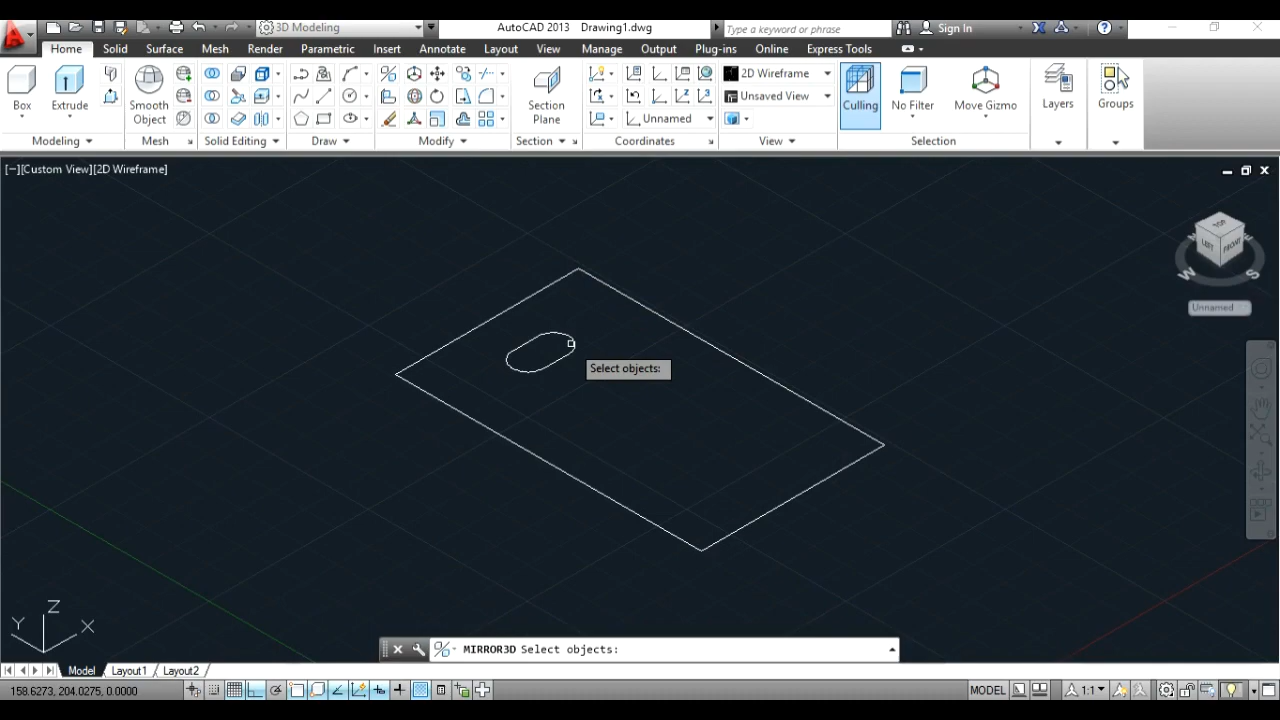 3D Modeling
AutoCAD 2013 Drawing1.dwg
Type a keyword or phrase
Sign In
Home Solid Surface Mesh Render Parametric Insert Annotate Layout View Manage Output Plug-ins Online Express Tools
2D Wireframe
Unsaved View
Unnamed
Box
Extrude
Smooth
Object
Section
Plane
Culling
No Filter
Move Gizmo
Layers
Groups
Modeling
Mesh
Solid Editing
Draw
Modify
Section
Coordinates
View
Selection
[−][Custom View][2D Wireframe]
TOP
LEFT
FRONT
W
S
Unnamed
Select objects:
Z
Y
X
MIRROR3D Select objects:
Model Layout1 Layout2
158.6273, 204.0275, 0.0000
MODEL
1:1